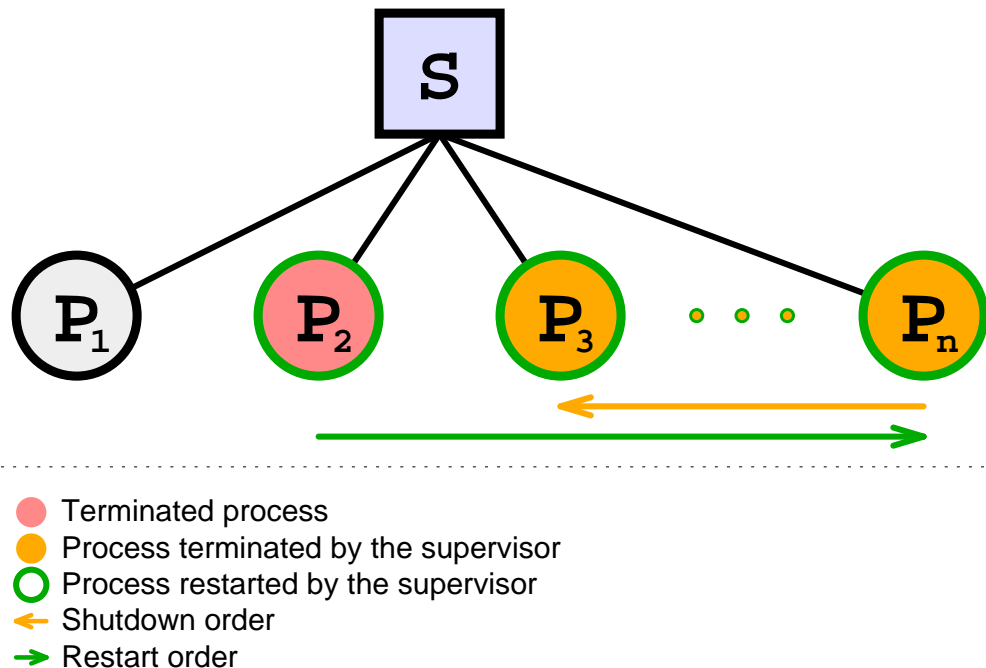 S
P1 P2 P3 Pn
Terminated process
Process terminated by the supervisor
Process restarted by the supervisor
Shutdown order
Restart order